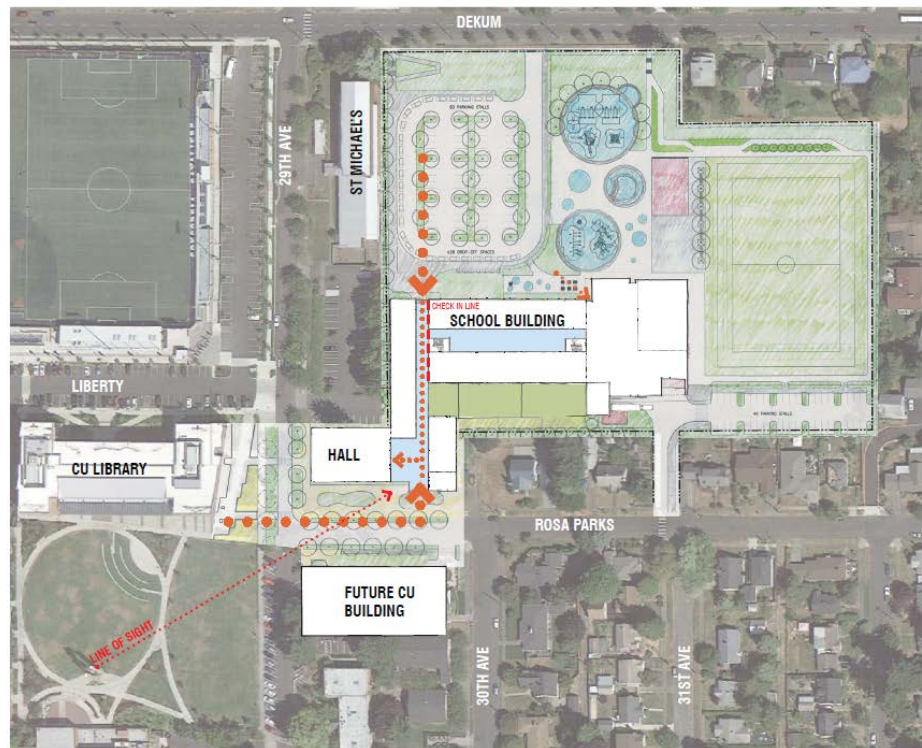 DEKUM
29TH AVE
ST MICHAEL'S
LIBERTY
CHECK IN LINE
SCHOOL BUILDING
CU LIBRARY
HALL
ROSA PARKS
FUTURE CU
BUILDING
LINE OF SIGHT
30TH AVE
31ST AVE